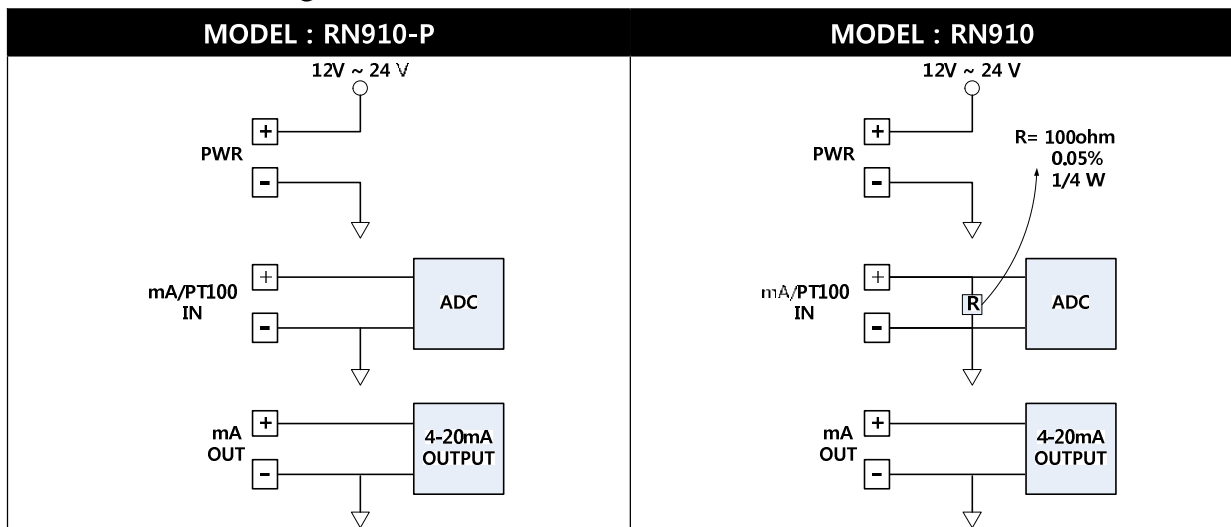 MODEL : RN910-P
12V ~ 24 V
+
PWR
-
+
mA/PT100
IN
-
ADC
+
mA
OUT
-
4-20mA
OUTPUT
MODEL : RN910
12V ~ 24 V
+
PWR
-
R= 100ohm
0.05%
1/4 W
+
mA/PT100
IN
-
R
ADC
+
mA
OUT
-
4-20mA
OUTPUT